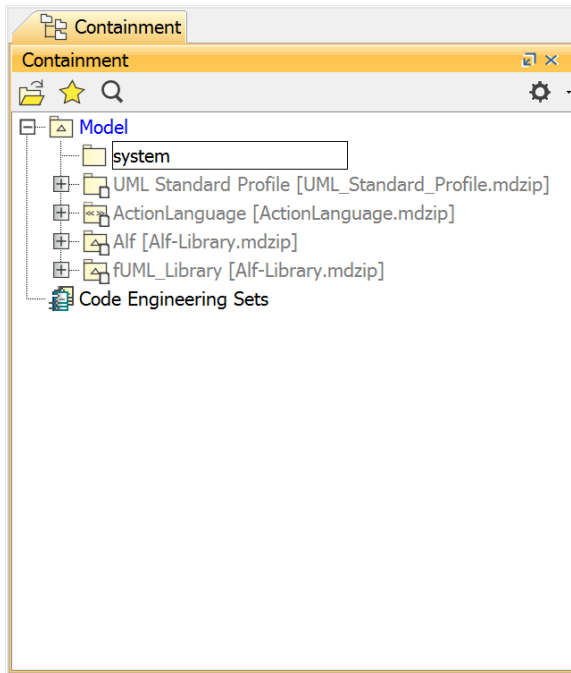 Containment
Containment
Model
system
UML Standard Profile [UML_Standard_Profile.mdzip]
ActionLanguage [ActionLanguage.mdzip]
Alf [Alf-Library.mdzip]
fUML_Library [Alf-Library.mdzip]
Code Engineering Sets